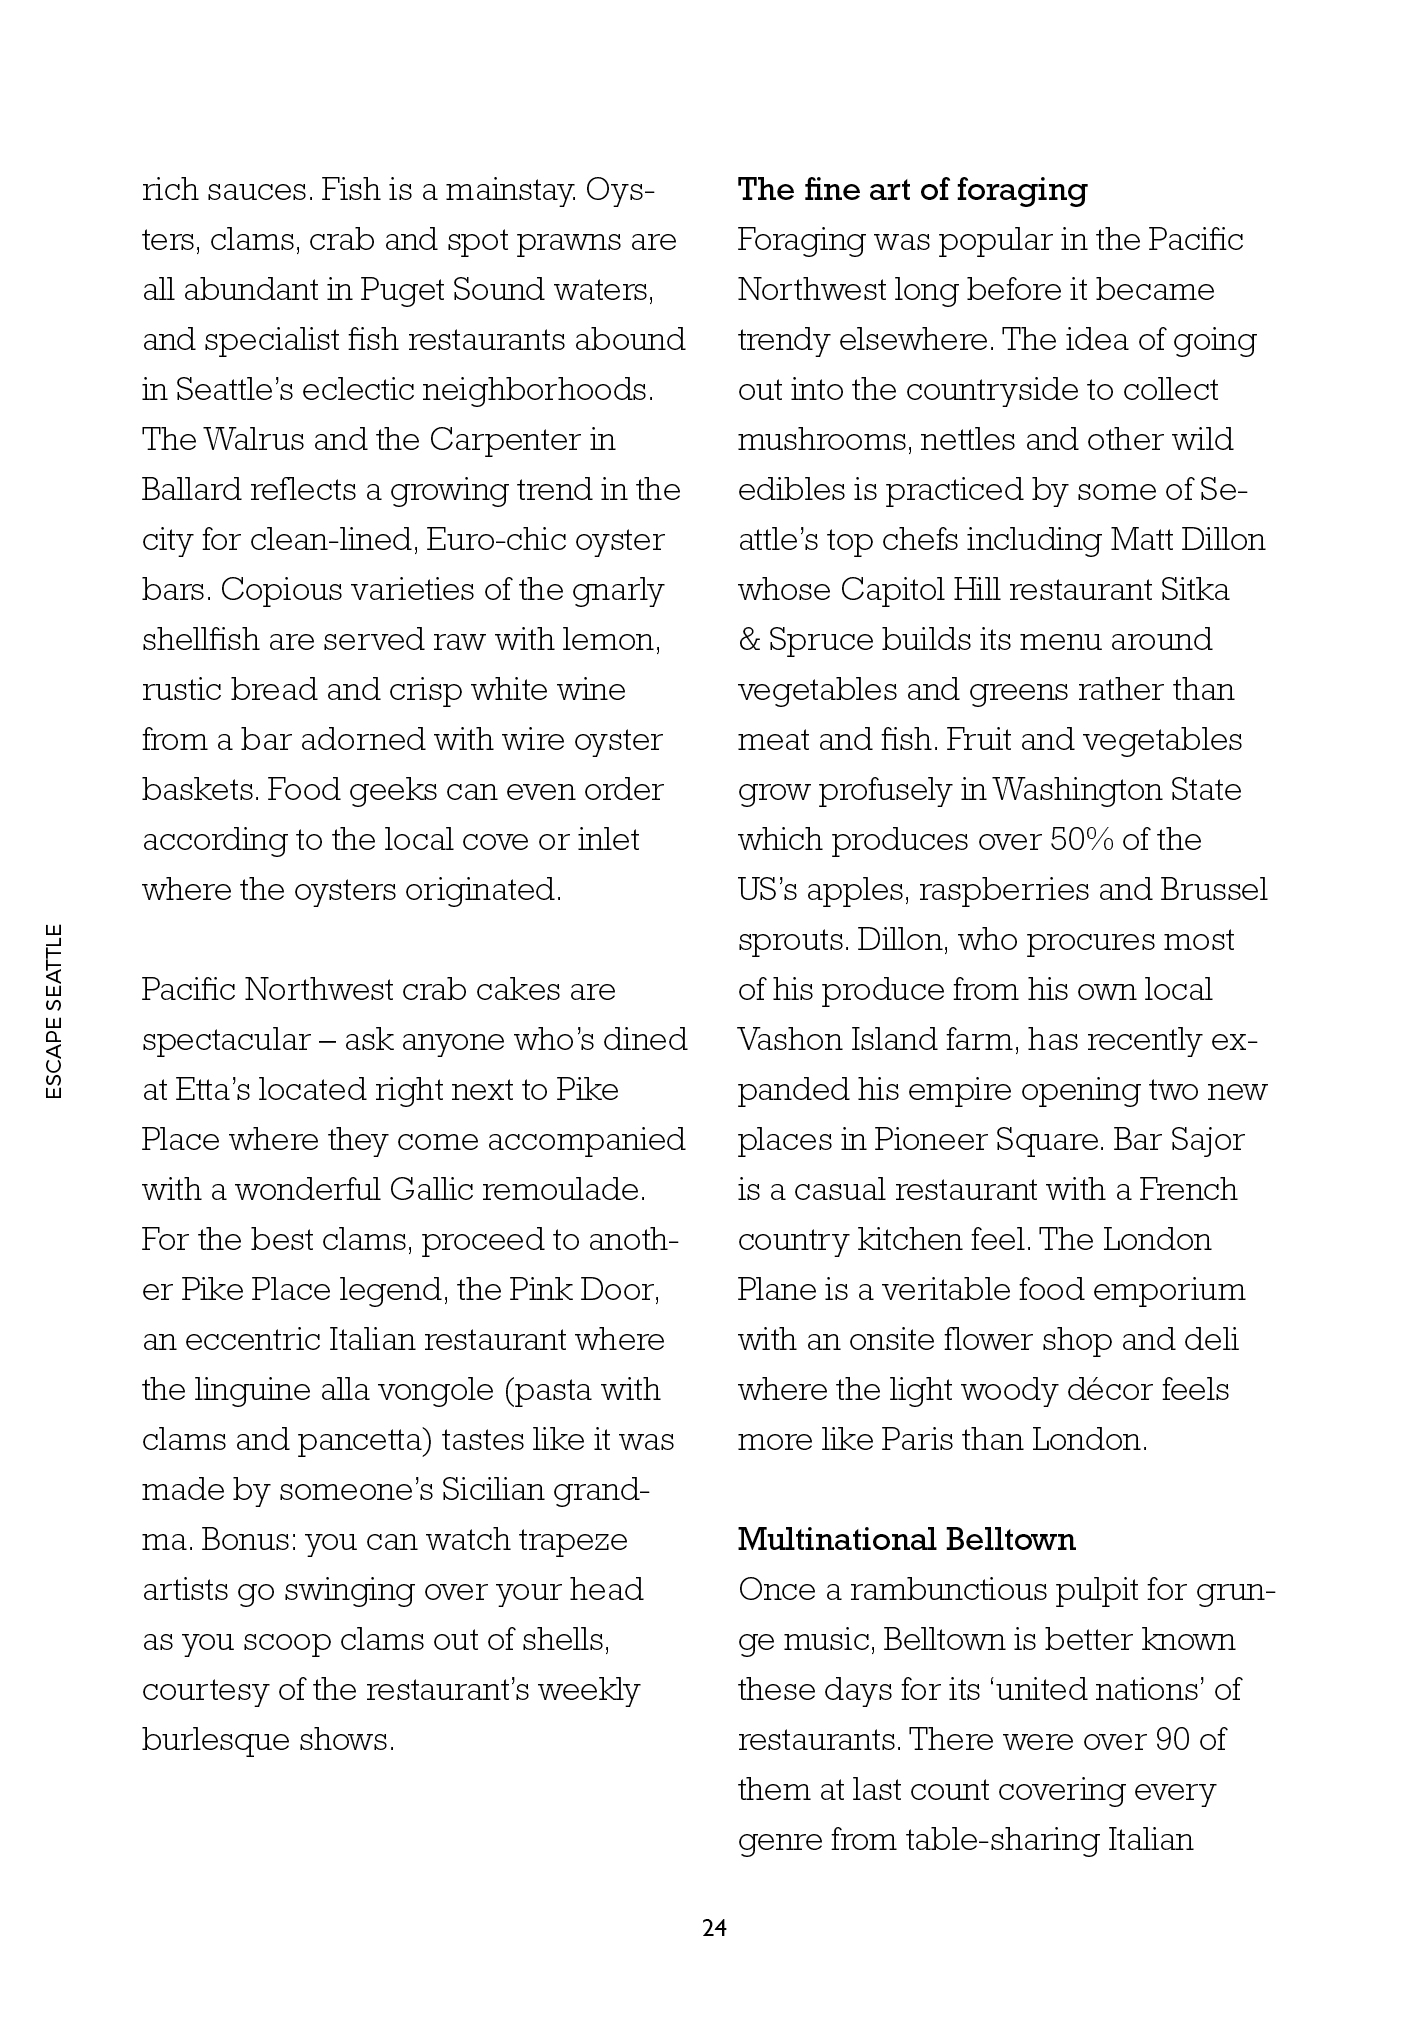 rich sauces. Fish is a mainstay. Oys-
ters, clams, crab and spot prawns are
all abundant in Puget Sound waters,
and specialist fish restaurants abound
in Seattle’s eclectic neighborhoods.
The Walrus and the Carpenter in
Ballard reflects a growing trend in the
city for clean-lined, Euro-chic oyster
bars. Copious varieties of the gnarly
shellfish are served raw with lemon,
rustic bread and crisp white wine
from a bar adorned with wire oyster
baskets. Food geeks can even order
according to the local cove or inlet
where the oysters originated.

Pacific Northwest crab cakes are
spectacular – ask anyone who’s dined
at Etta’s located right next to Pike
Place where they come accompanied
with a wonderful Gallic remoulade.
For the best clams, proceed to anoth-
er Pike Place legend, the Pink Door,
an eccentric Italian restaurant where
the linguine alla vongole (pasta with
clams and pancetta) tastes like it was
made by someone’s Sicilian grand-
ma. Bonus: you can watch trapeze
artists go swinging over your head
as you scoop clams out of shells,
courtesy of the restaurant’s weekly
burlesque shows.

The fine art of foraging
Foraging was popular in the Pacific
Northwest long before it became
trendy elsewhere. The idea of going
out into the countryside to collect
mushrooms, nettles and other wild
edibles is practiced by some of Se-
attle’s top chefs including Matt Dillon
whose Capitol Hill restaurant Sitka
& Spruce builds its menu around
vegetables and greens rather than
meat and fish. Fruit and vegetables
grow profusely in Washington State
which produces over 50% of the
US’s apples, raspberries and Brussel
sprouts. Dillon, who procures most
of his produce from his own local
Vashon Island farm, has recently ex-
panded his empire opening two new
places in Pioneer Square. Bar Sajor
is a casual restaurant with a French
country kitchen feel. The London
Plane is a veritable food emporium
with an onsite flower shop and deli
where the light woody décor feels
more like Paris than London.

Multinational Belltown
Once a rambunctious pulpit for grun-
ge music, Belltown is better known
these days for its ‘united nations’ of
restaurants. There were over 90 of
them at last count covering every
genre from table-sharing Italian

ESCAPE SEATTLE
24